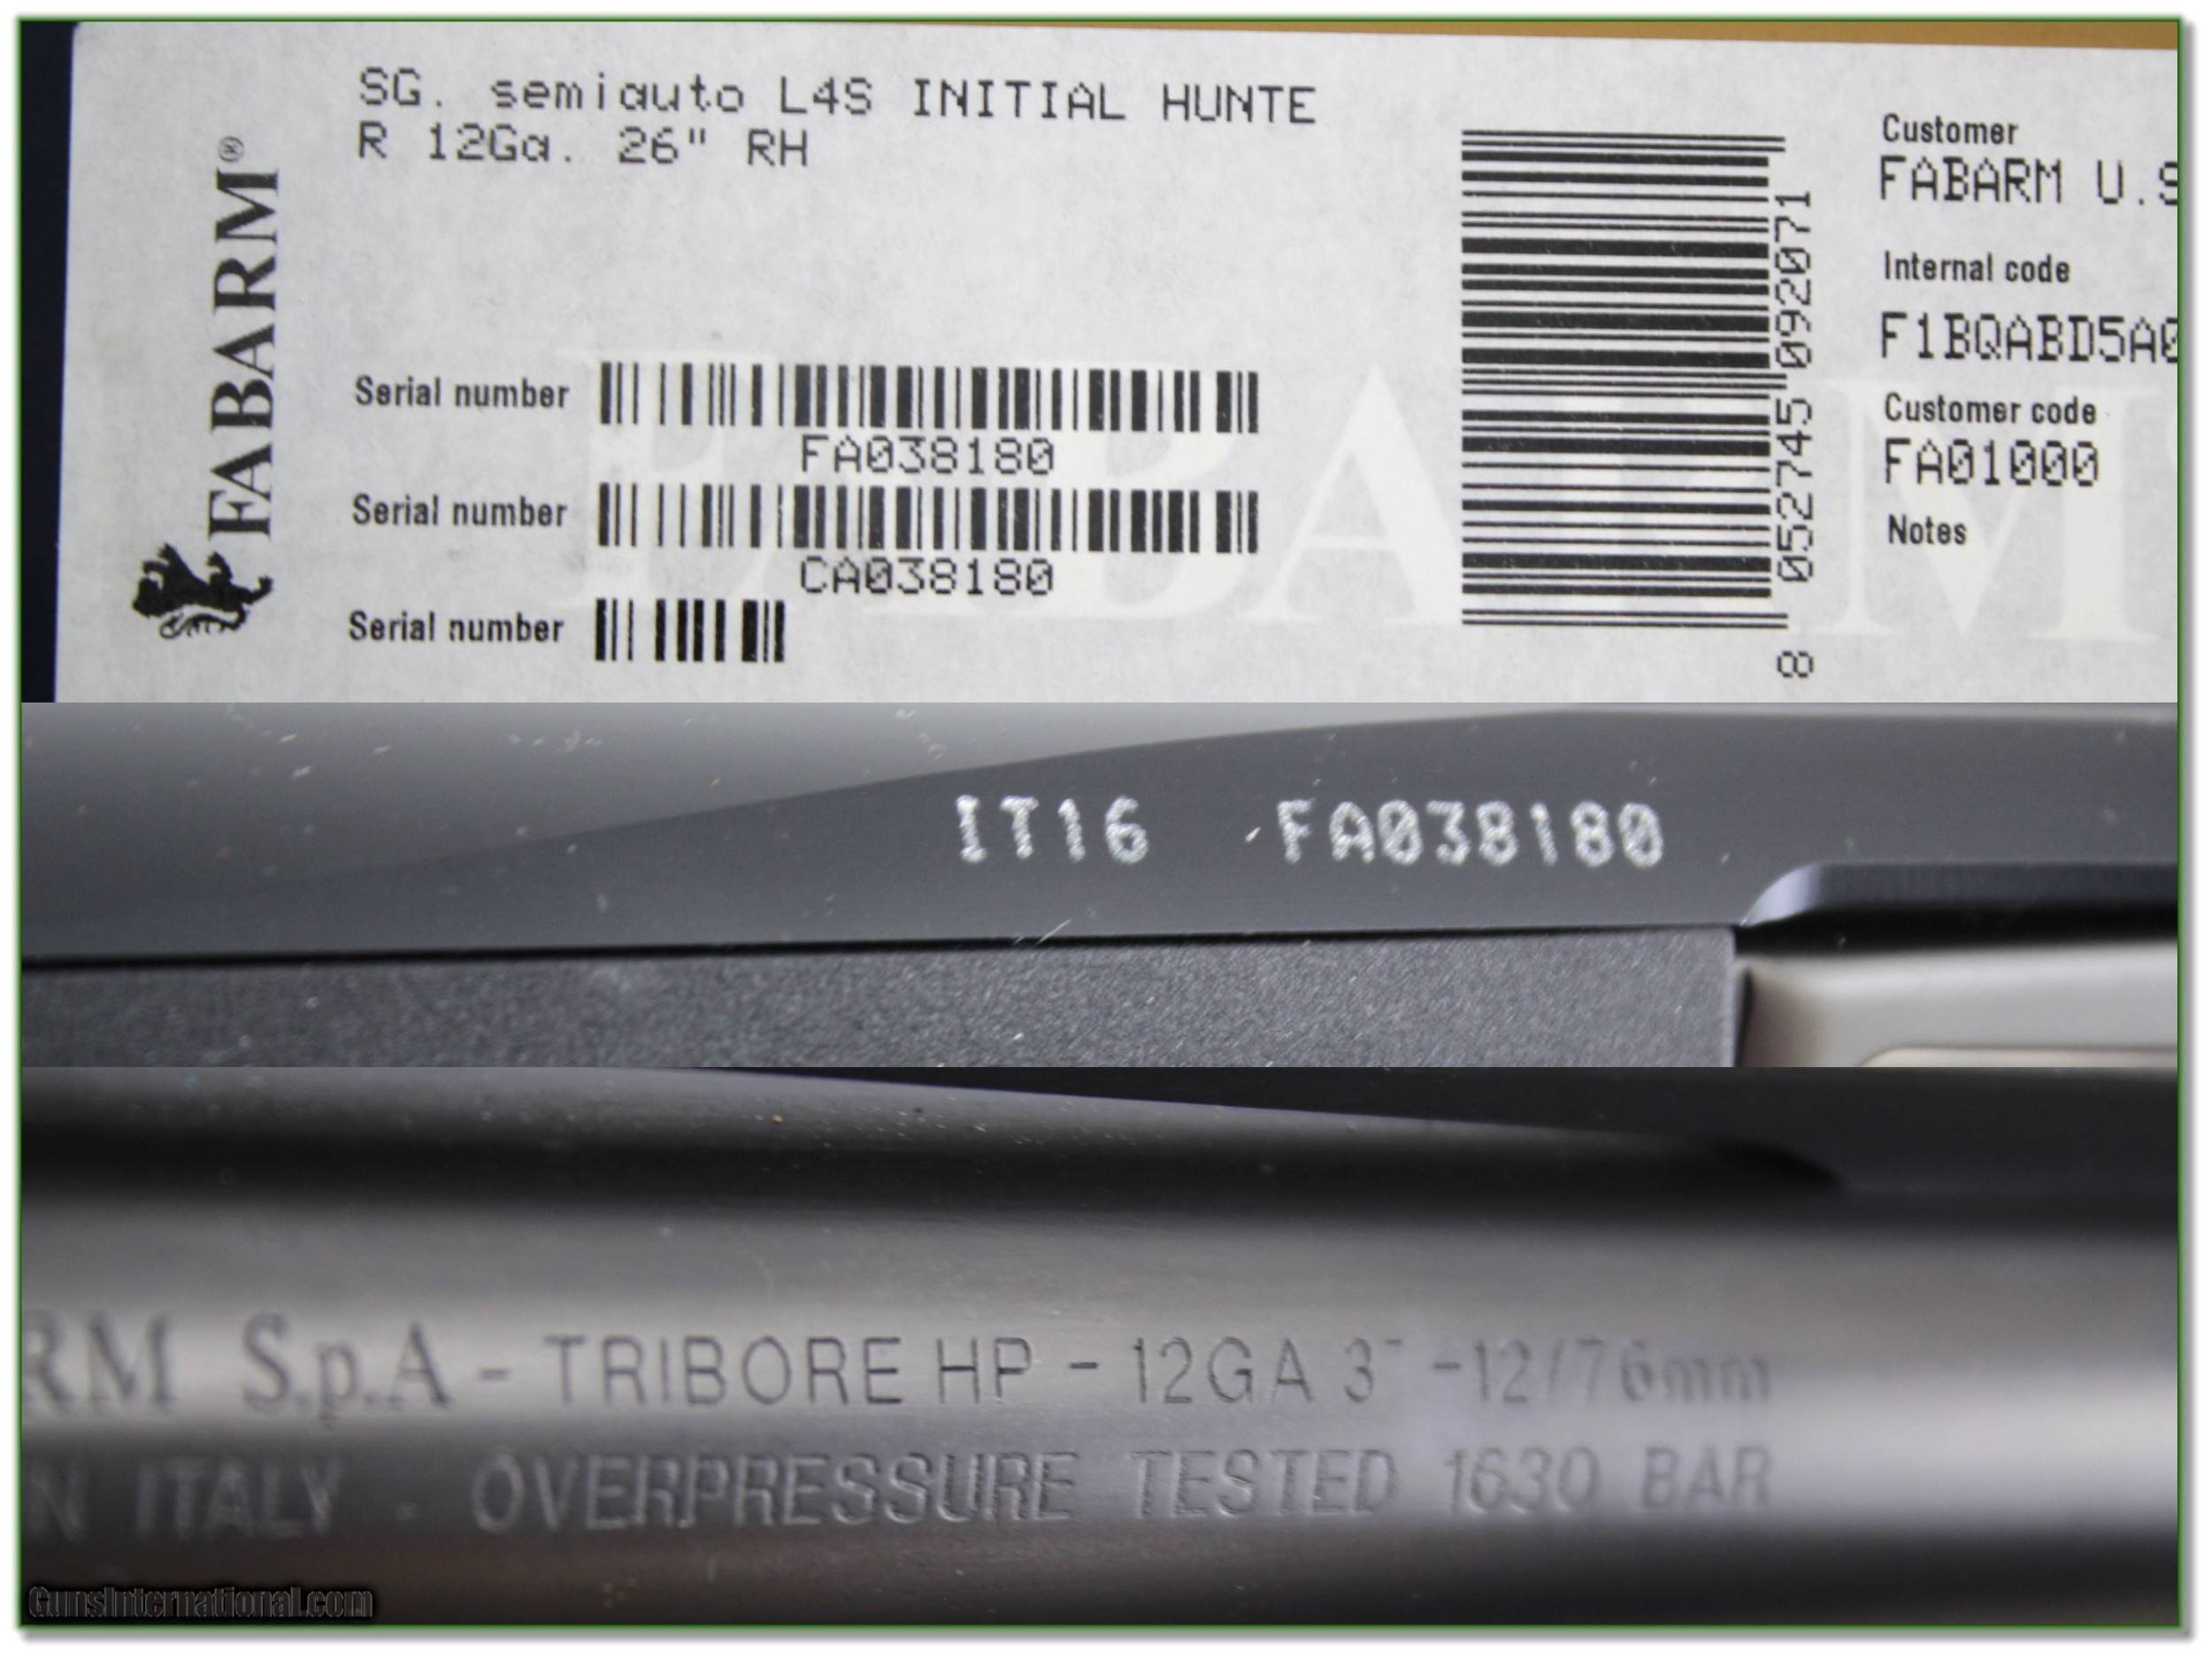 SG. semiauto L4S INITIAL HUNTE
R 12Ga. 26" RH
FABARM®
Serial number
FA038180
Serial number
CA038180
Serial number
8 052745 092071
Customer
FABARM U.S
Internal code
F1BQABD5A0
Customer code
FA01000
Notes
FABARM
IT16 FA038180
RM S.p.A - TRIBORE HP - 12GA 3" -12/76mm
N ITALY - OVERPRESSURE TESTED 1630 BAR
GunsInternational.com